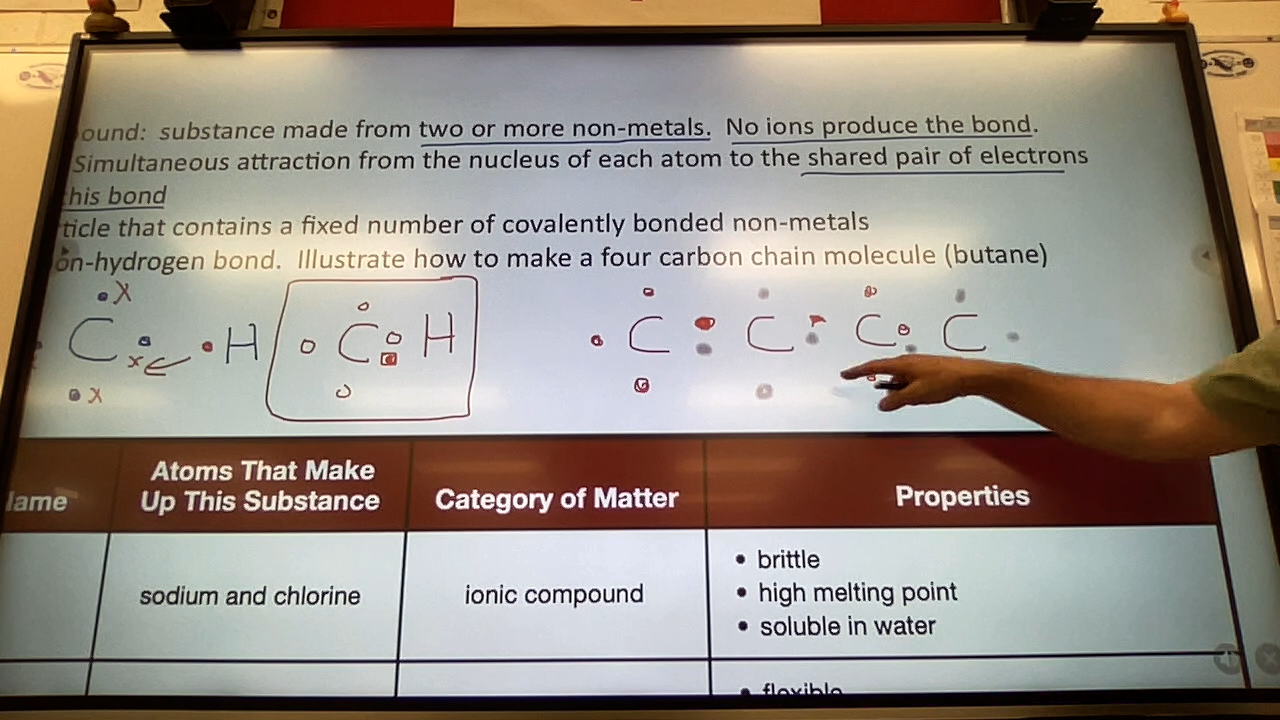 ound: substance made from two or more non-metals. No ions produce the bond.
Simultaneous attraction from the nucleus of each atom to the shared pair of electrons
his bond
ticle that contains a fixed number of covalently bonded non-metals
on-hydrogen bond. Illustrate how to make a four carbon chain molecule (butane)
X
C x H C H C C C C
X
lame Atoms That Make Up This Substance Category of Matter Properties
sodium and chlorine ionic compound • brittle
• high melting point
• soluble in water
• flexible